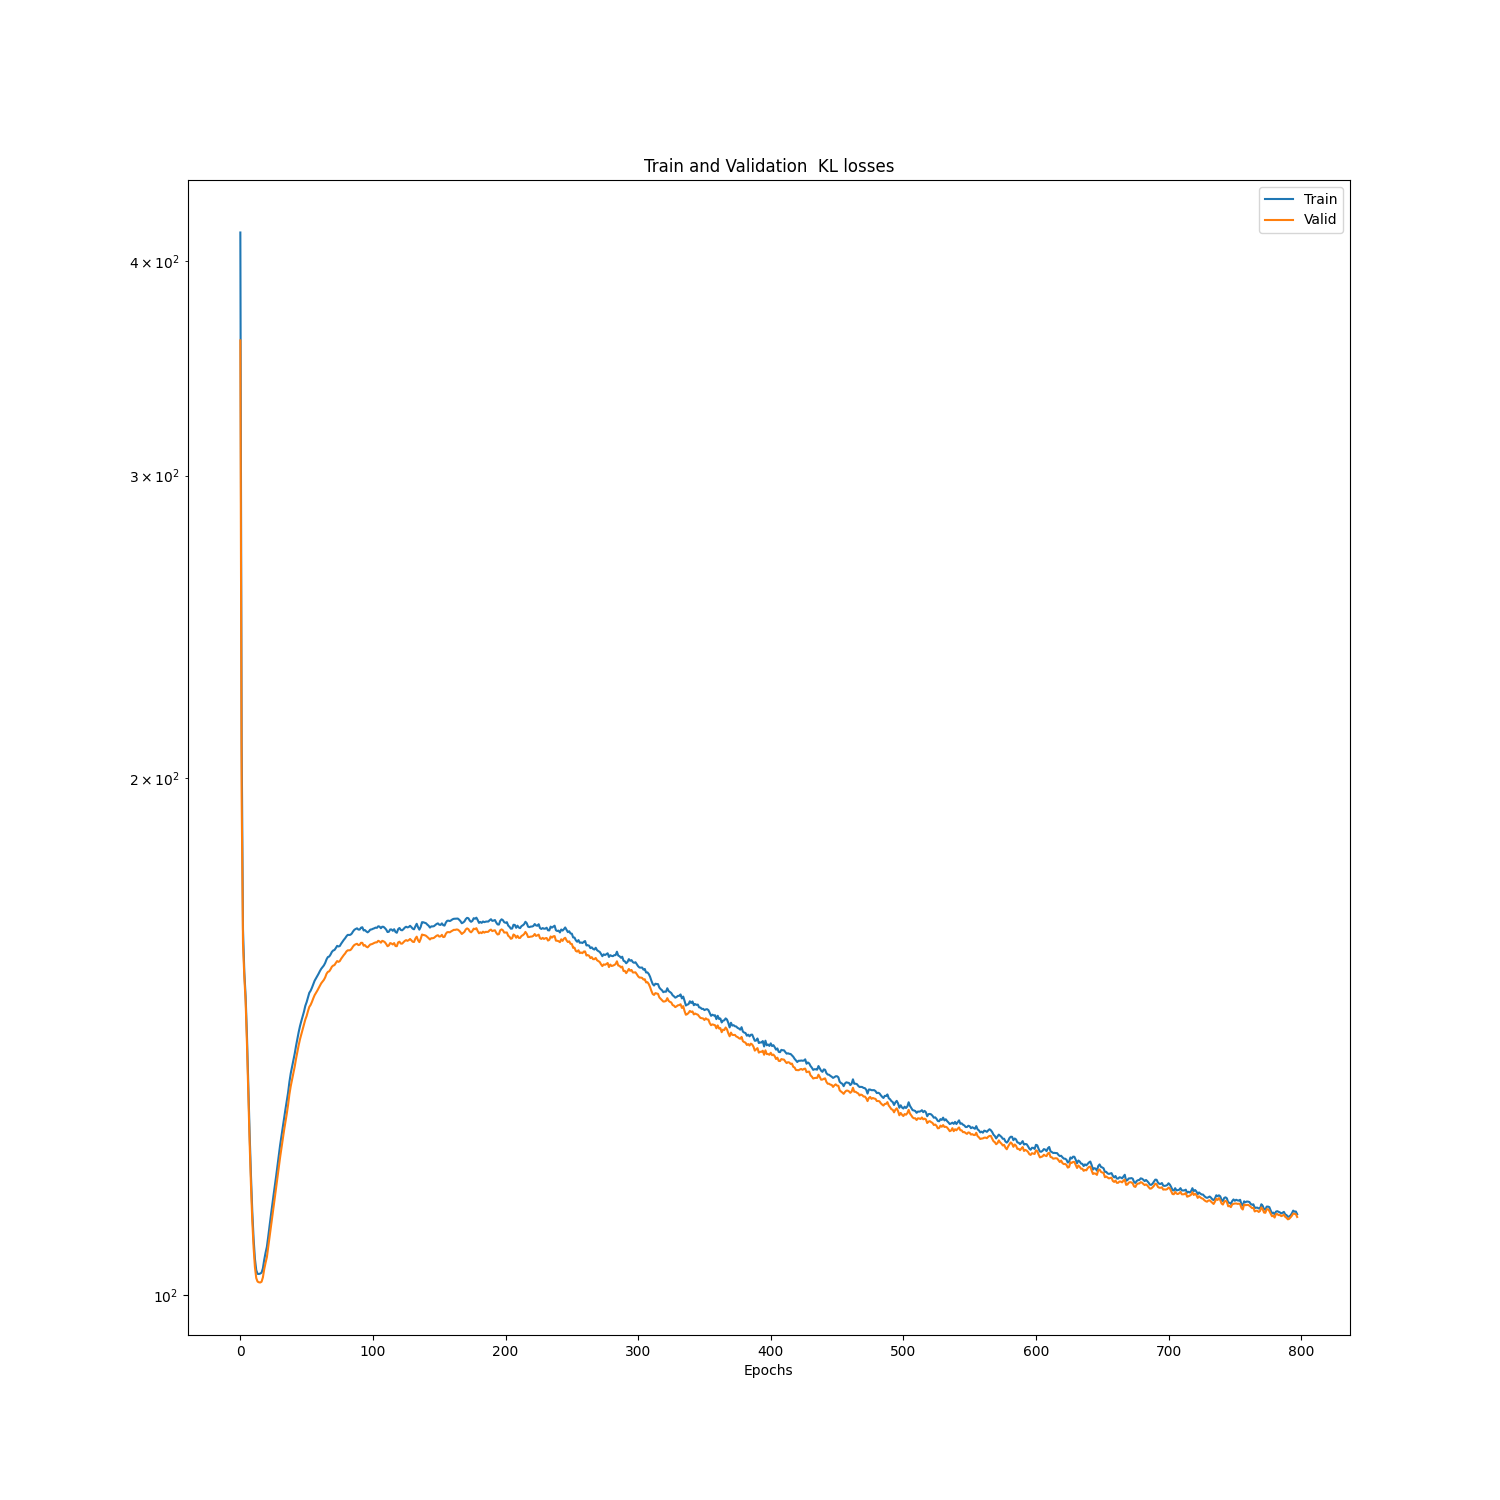 Train and Validation  KL losses
Train
Valid
4 × 10²
3 × 10²
2 × 10²
10²
0 100 200 300 400 500 600 700 800
Epochs